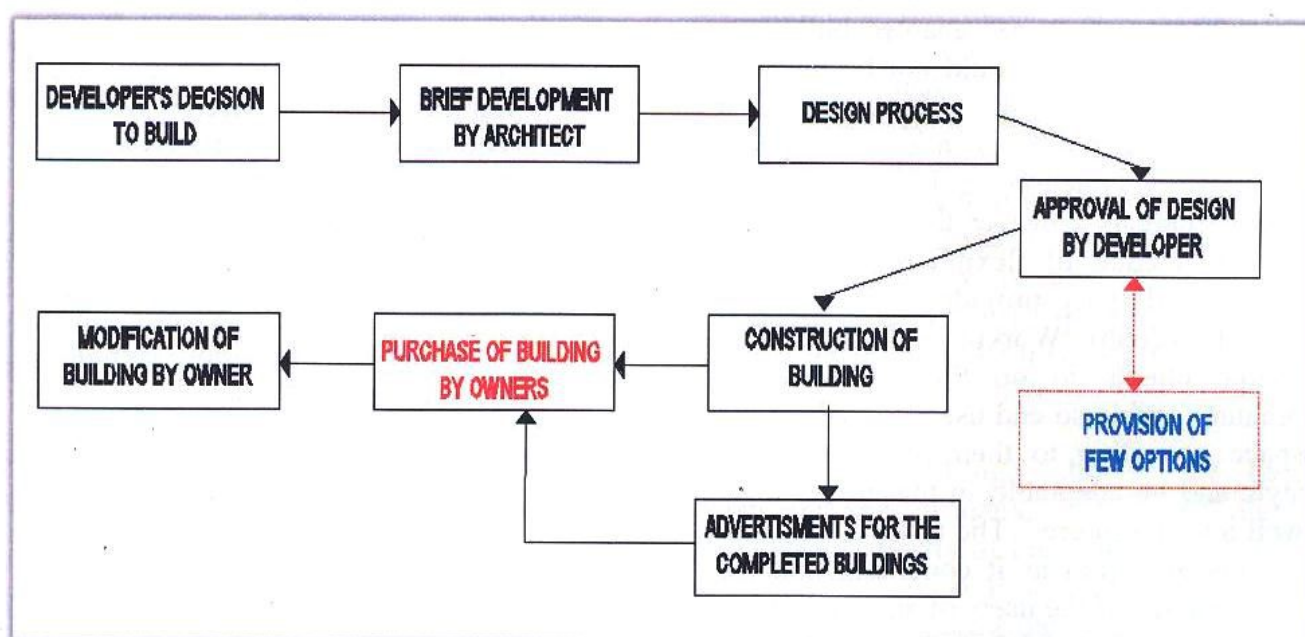 DEVELOPER'S DECISION
TO BUILD
BRIEF DEVELOPMENT
BY ARCHITECT
DESIGN PROCESS
APPROVAL OF DESIGN
BY DEVELOPER
MODIFICATION OF
BUILDING BY OWNER
PURCHASE OF BUILDING
BY OWNERS
CONSTRUCTION OF
BUILDING
PROVISION OF
FEW OPTIONS
ADVERTISMENTS FOR THE
COMPLETED BUILDINGS